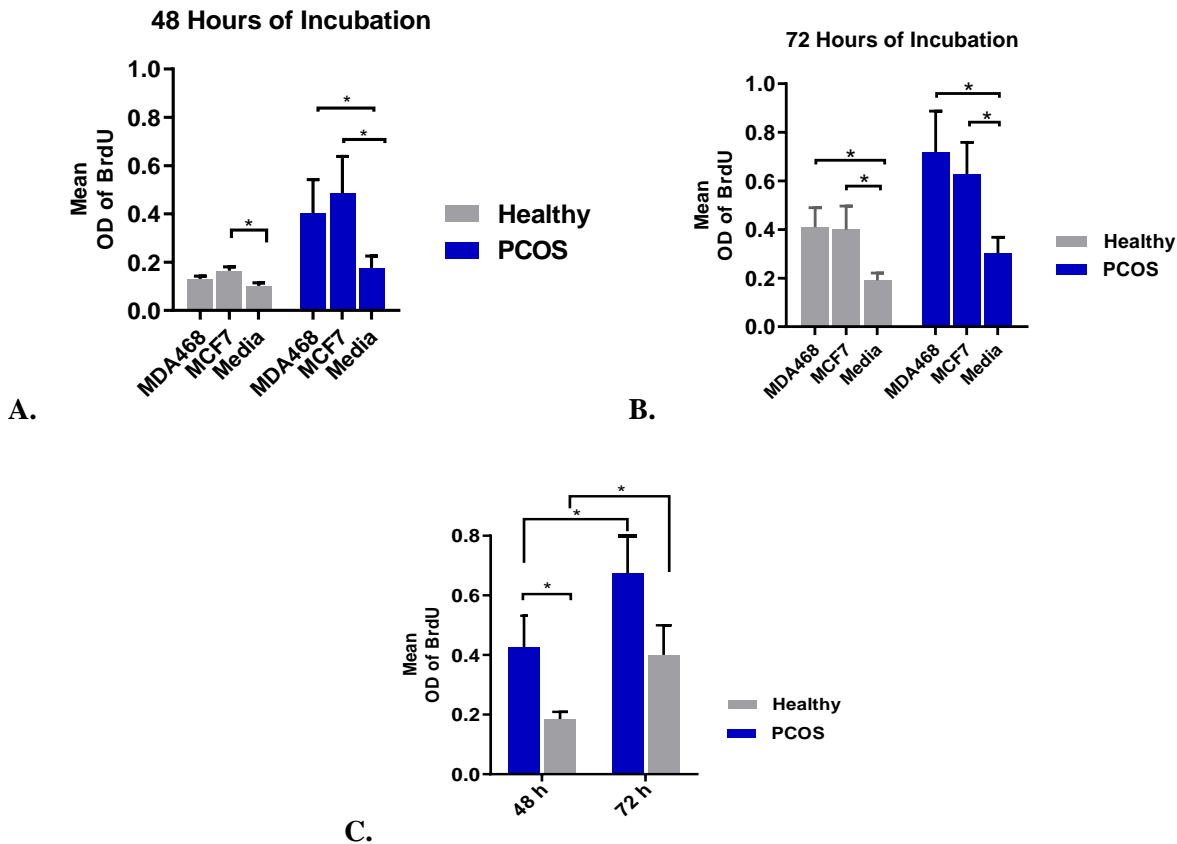 48 Hours of Incubation
Mean
OD of BrdU
1.0
0.8
0.6
0.4
0.2
0.0
*
*
*
MDA468
MCF7
Media
MDA468
MCF7
Media
Healthy
PCOS
A.
72 Hours of Incubation
Mean
OD of BrdU
1.0
0.8
0.6
0.4
0.2
0.0
*
*
*
*
MDA468
MCF7
Media
MDA468
MCF7
Media
Healthy
PCOS
B.
Mean
OD of BrdU
0.8
0.6
0.4
0.2
0.0
*
*
*
48 h
72 h
Healthy
PCOS
C.